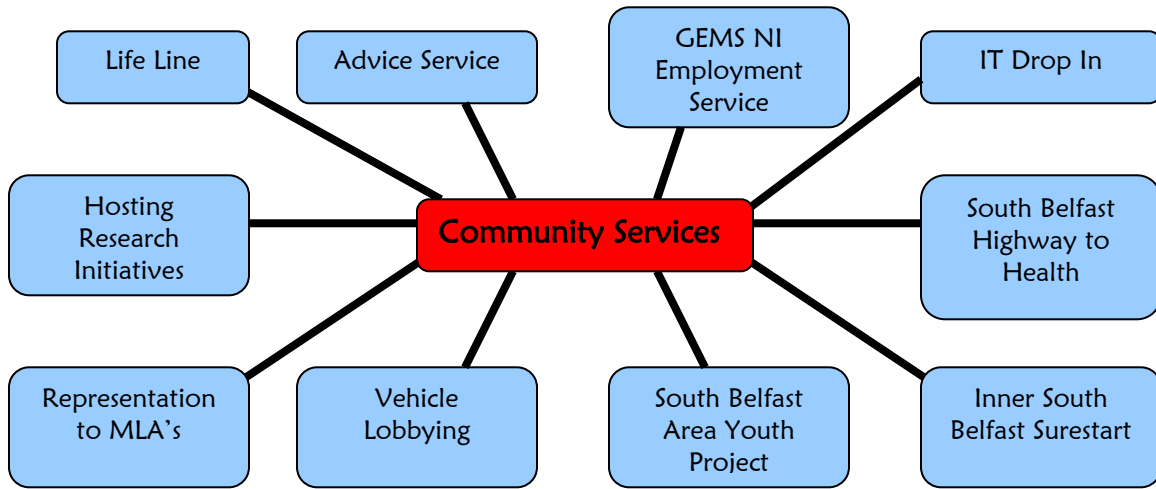 Life Line
Advice Service
GEMS NI
Employment
Service
IT Drop In
Hosting
Research
Initiatives
Community Services
South Belfast
Highway to
Health
Representation
to MLA's
Vehicle
Lobbying
South Belfast
Area Youth
Project
Inner South
Belfast Surestart